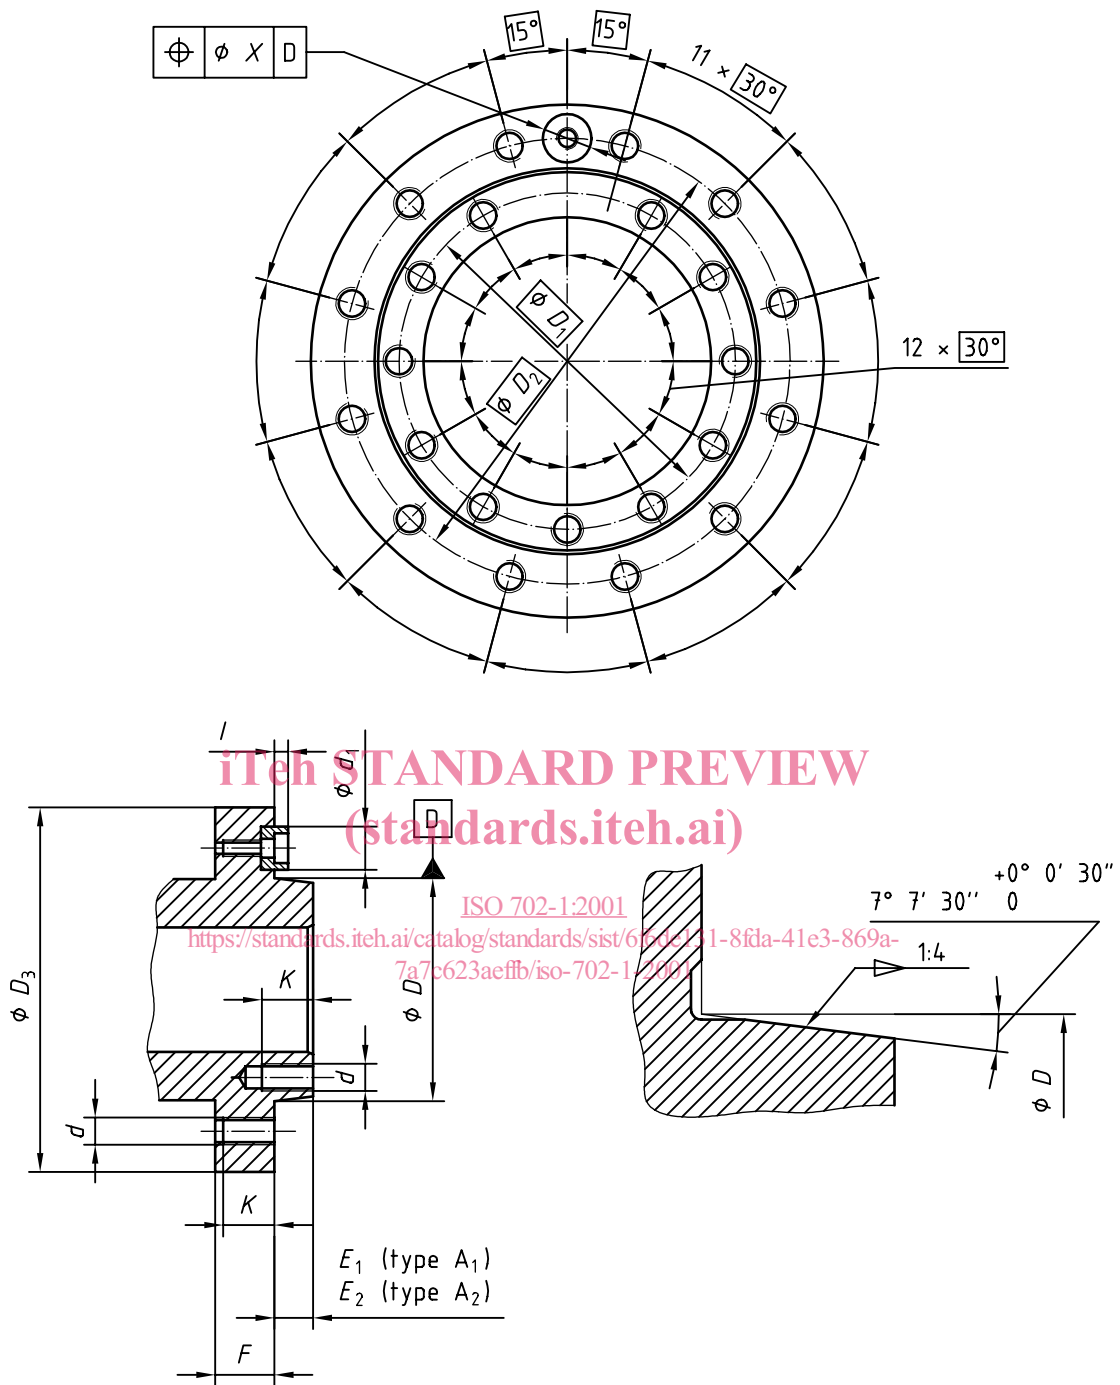 15° 15°
11 × 30°
⌖ ϕ X D
ϕ D₁
12 × 30°
ϕ D₂
l
ϕ d₁
iTeh STANDARD PREVIEW
D
(standards.iteh.ai)
+0° 0′ 30″
7° 7′ 30″ 0
ISO 702-1:2001
https://standards.iteh.ai/catalog/standards/sist/6f6de131-8fda-41e3-869a-
7a7c623aeffb/iso-702-1-2001
1:4
K
ϕ D₃
ϕ D
d
ϕ D
d
K
E₁ (type A₁)
E₂ (type A₂)
F